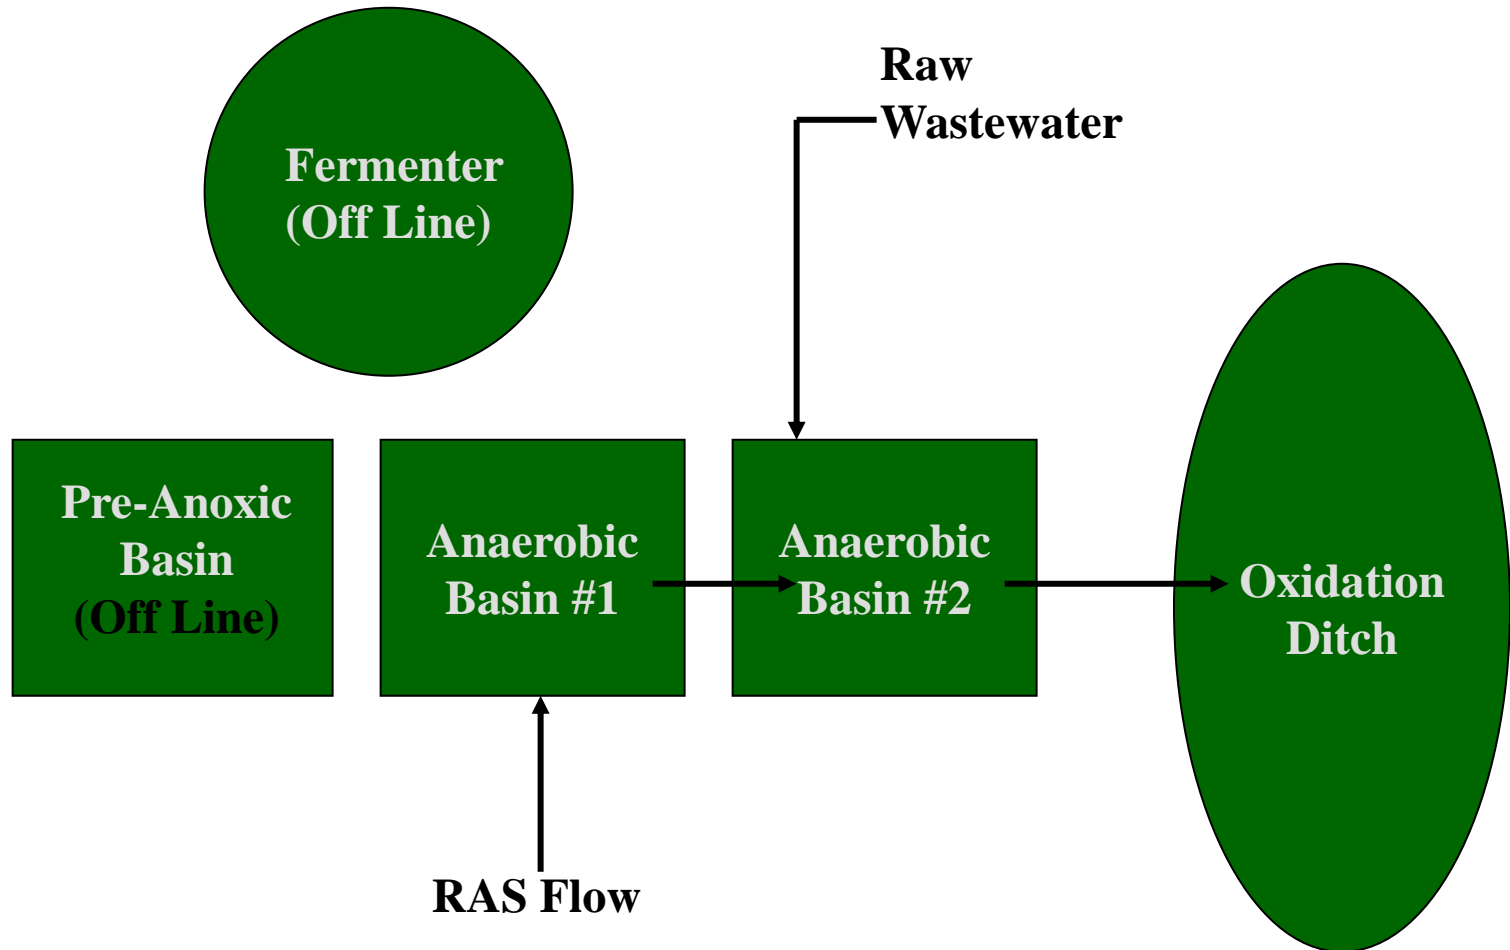 Raw
Wastewater
Fermenter
(Off Line)
Pre-Anoxic
Basin
(Off Line)
Anaerobic
Basin #1
Anaerobic
Basin #2
Oxidation
Ditch
RAS Flow